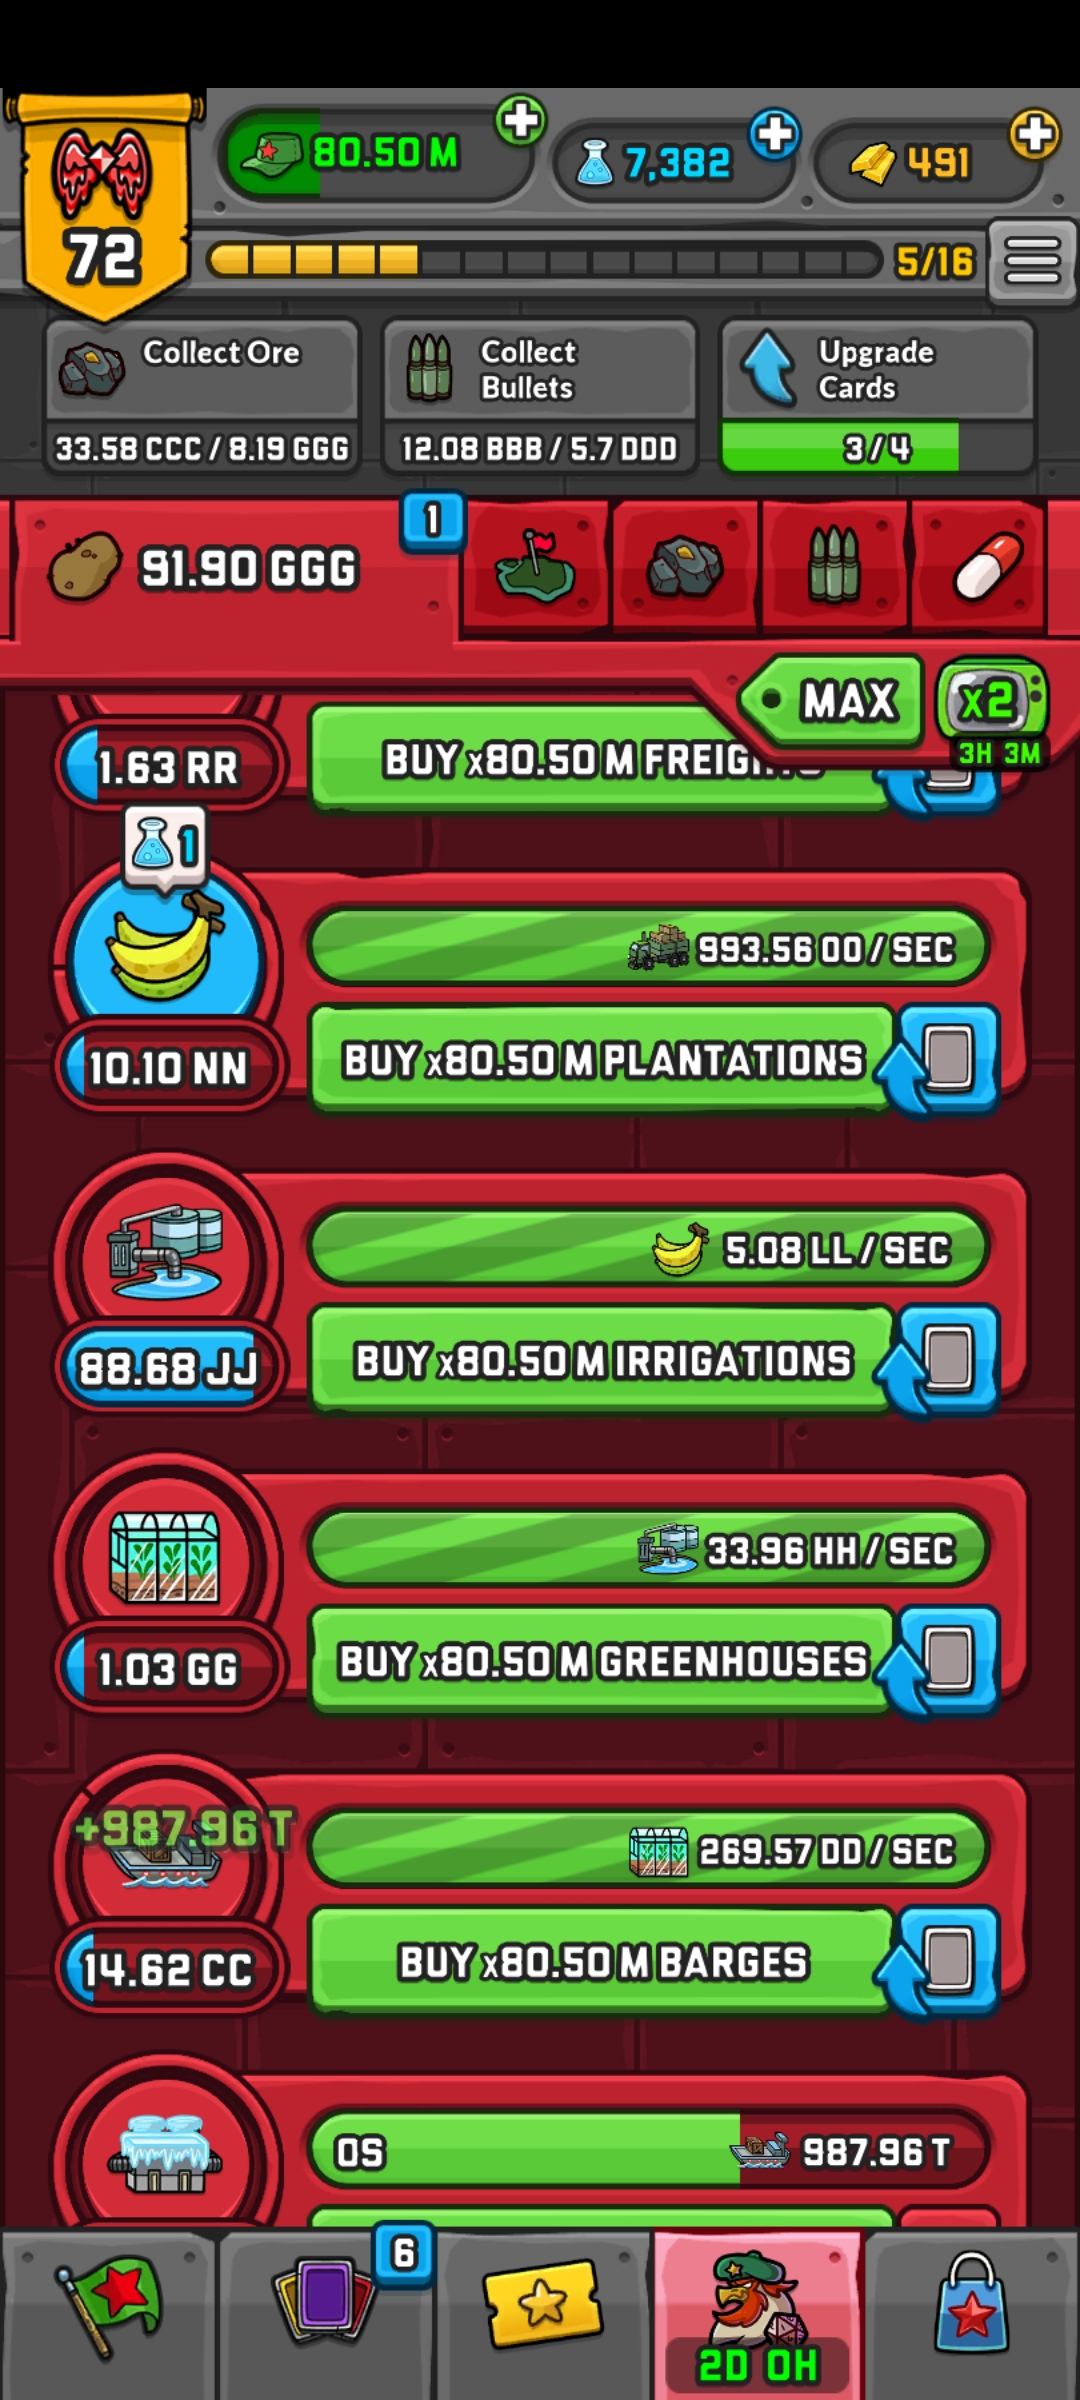 72
80.50 M
7,382
491
5/16
Collect Ore
33.58 CCC / 8.19 GGG
Collect
Bullets
12.08 BBB / 5.7 DDD
Upgrade
Cards
3/4
91.90 GGG
1
MAX
x2
3H 3M
1.63 RR
BUY x80.50 M
1
993.56 OO / SEC
10.10 NN
BUY x80.50 M PLANTATIONS
5.08 LL / SEC
88.68 JJ
BUY x80.50 M IRRIGATIONS
33.96 HH / SEC
1.03 GG
BUY x80.50 M GREENHOUSES
+987.96 T
269.57 DD / SEC
14.62 CC
BUY x80.50 M BARGES
0S
987.96 T
6
2D 0H